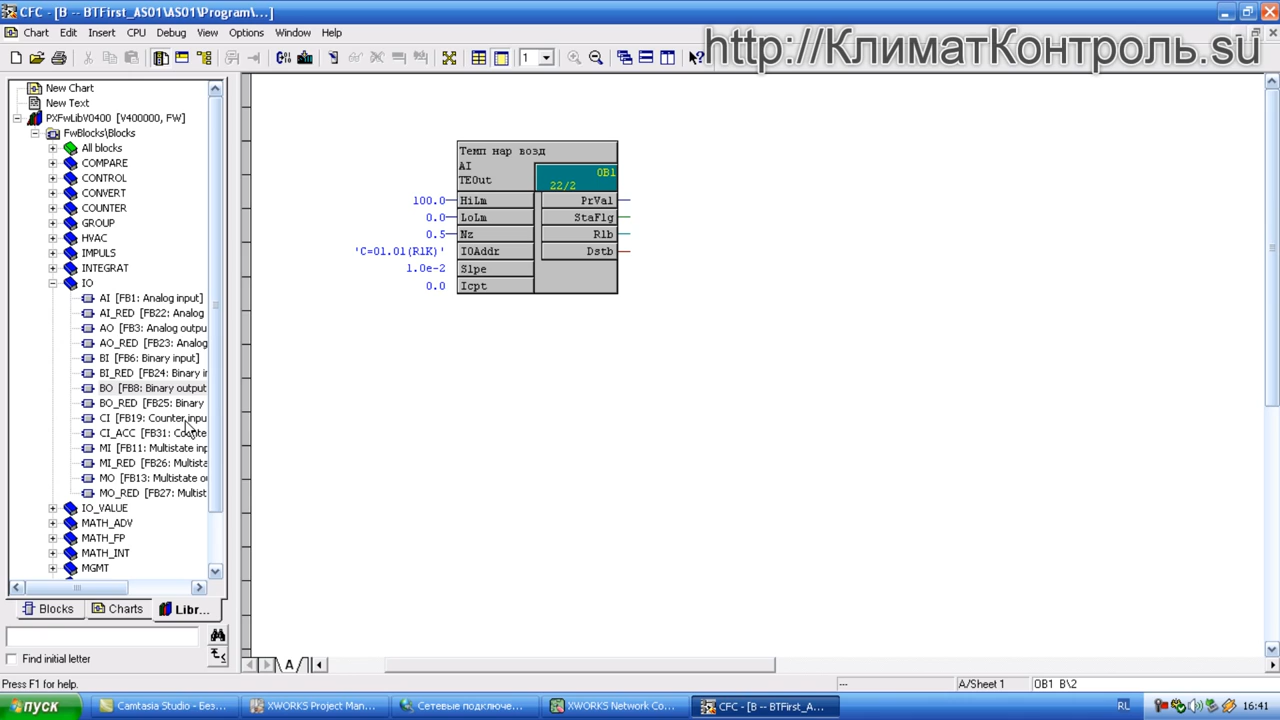 CFC - [B -- BTFirst_AS01\AS01\Program\...]
http://КлиматКонтроль.su
Chart Edit Insert CPU Debug View Options Window Help
1
New Chart
New Text
PXFwLibV0400 [V400000, FW]
FwBlocks\Blocks
All blocks
COMPARE
CONTROL
CONVERT
COUNTER
GROUP
HVAC
IMPULS
INTEGRAT
IO
AI [FB1: Analog input]
AI_RED [FB22: Analog
AO [FB3: Analog outpu
AO_RED [FB23: Analog
BI [FB6: Binary input]
BI_RED [FB24: Binary i
BO [FB8: Binary output
BO_RED [FB25: Binary
CI [FB19: Counter inpu
CI_ACC [FB31: Counte
MI [FB11: Multistate inp
MI_RED [FB26: Multista
MO [FB13: Multistate ou
MO_RED [FB27: Multist
IO_VALUE
MATH_ADV
MATH_FP
MATH_INT
MGMT
Blocks Charts Libr...
Find initial letter
Темп нар возд
AI
TEOut
OB1
22/2
100.0 HiLm PrVal
0.0 LoLm StaFlg
0.5 Nz Rlb
'C=01.01(R1K)' IOAddr Dstb
1.0e-2 Slpe
0.0 Icpt
A
Press F1 for help.
--- A/Sheet 1 OB1 B\2
пуск
Camtasia Studio - Без...
XWORKS Project Man...
Сетевые подключе...
XWORKS Network Co...
CFC - [B -- BTFirst_A...
RU
16:41